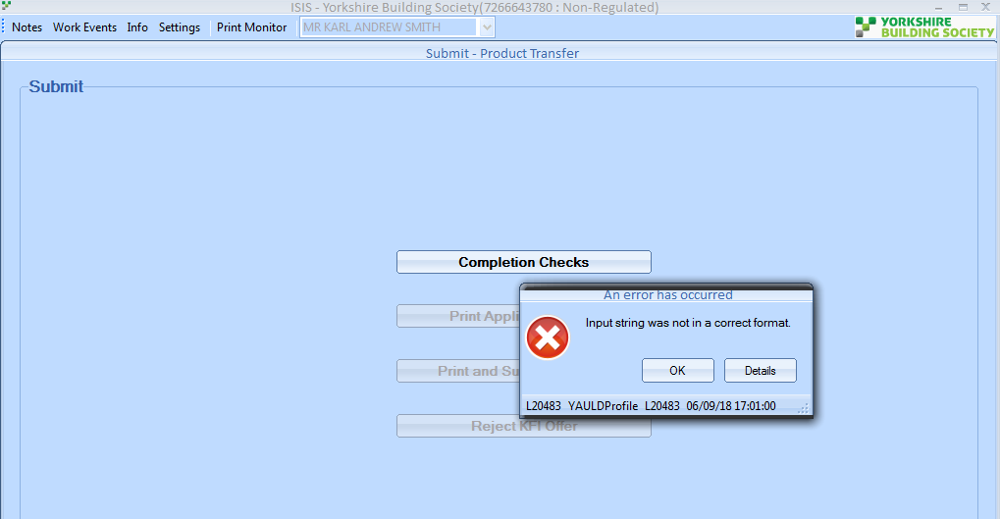 ISIS - Yorkshire Building Society(7266643780 : Non-Regulated)
Notes Work Events Info Settings Print Monitor MR KARL ANDREW SMITH
YORKSHIRE
BUILDING SOCIETY
Submit - Product Transfer
Submit
Completion Checks
An error has occurred
Print Appli
Input string was not in a correct format.
Print and Su
OK Details
L20483 YAULDProfile L20483 06/09/18 17:01:00
Reject KFI Offer